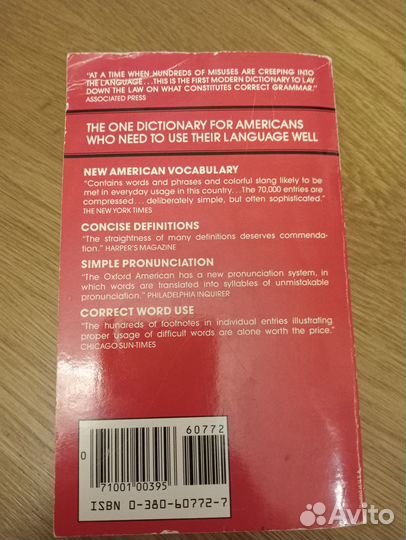 "AT A TIME WHEN HUNDREDS OF MISUSES ARE CREEPING INTO
THE LANGUAGE...THIS IS THE FIRST MODERN DICTIONARY TO LAY
DOWN THE LAW ON WHAT CONSTITUTES CORRECT GRAMMAR."
ASSOCIATED PRESS
THE ONE DICTIONARY FOR AMERICANS
WHO NEED TO USE THEIR LANGUAGE WELL
NEW AMERICAN VOCABULARY
"Contains words and phrases and colorful slang likely to be
met in everyday usage in this country... The 70,000 entries are
compressed... deliberately simple, but often sophisticated."
THE NEW YORK TIMES
CONCISE DEFINITIONS
"The straightness of many definitions deserves commenda-
tion." HARPER'S MAGAZINE
SIMPLE PRONUNCIATION
"The Oxford American has a new pronunciation system, in
which words are translated into syllables of unmistakable
pronunciation." PHILADELPHIA INQUIRER
CORRECT WORD USE
"The hundreds of footnotes in individual entries illustrating
proper usage of difficult words are alone worth the price."
CHICAGO SUN-TIMES
60772
0
71001 00395
ISBN 0-380-60772-7
Avito